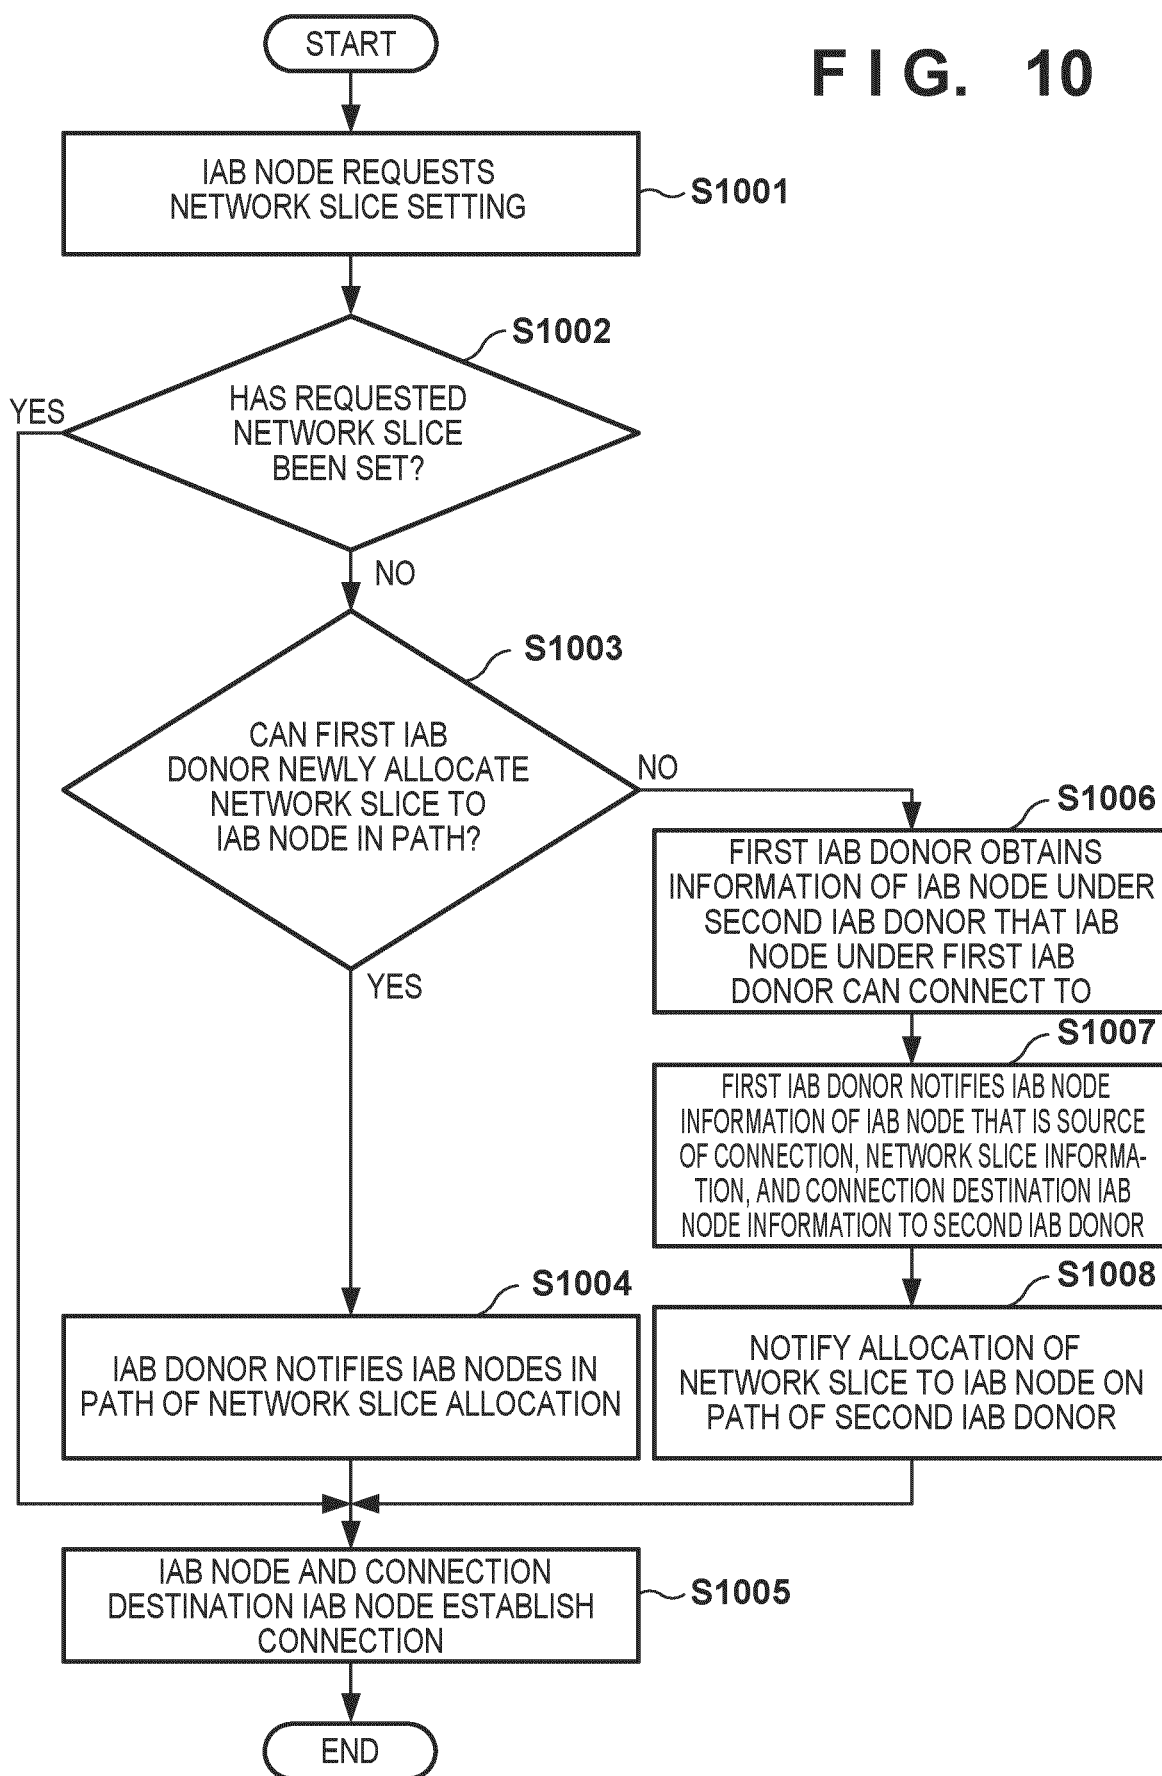 START
F I G. 10
IAB NODE REQUESTS
NETWORK SLICE SETTING
S1001
S1002
HAS REQUESTED
NETWORK SLICE
BEEN SET?
YES
NO
S1003
CAN FIRST IAB
DONOR NEWLY ALLOCATE
NETWORK SLICE TO
IAB NODE IN PATH?
NO
YES
S1006
FIRST IAB DONOR OBTAINS
INFORMATION OF IAB NODE UNDER
SECOND IAB DONOR THAT IAB
NODE UNDER FIRST IAB
DONOR CAN CONNECT TO
S1007
FIRST IAB DONOR NOTIFIES IAB NODE
INFORMATION OF IAB NODE THAT IS SOURCE
OF CONNECTION, NETWORK SLICE INFORMA-
TION, AND CONNECTION DESTINATION IAB
NODE INFORMATION TO SECOND IAB DONOR
S1004
IAB DONOR NOTIFIES IAB NODES IN
PATH OF NETWORK SLICE ALLOCATION
S1008
NOTIFY ALLOCATION OF
NETWORK SLICE TO IAB NODE ON
PATH OF SECOND IAB DONOR
IAB NODE AND CONNECTION
DESTINATION IAB NODE ESTABLISH
CONNECTION
S1005
END